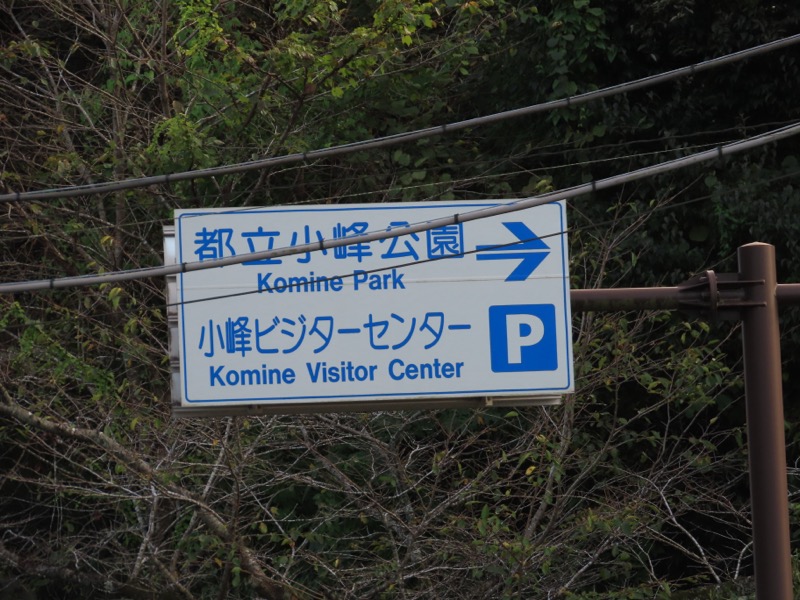 都立小峰公園
Komine Park
小峰ビジターセンター
Komine Visitor Center
P